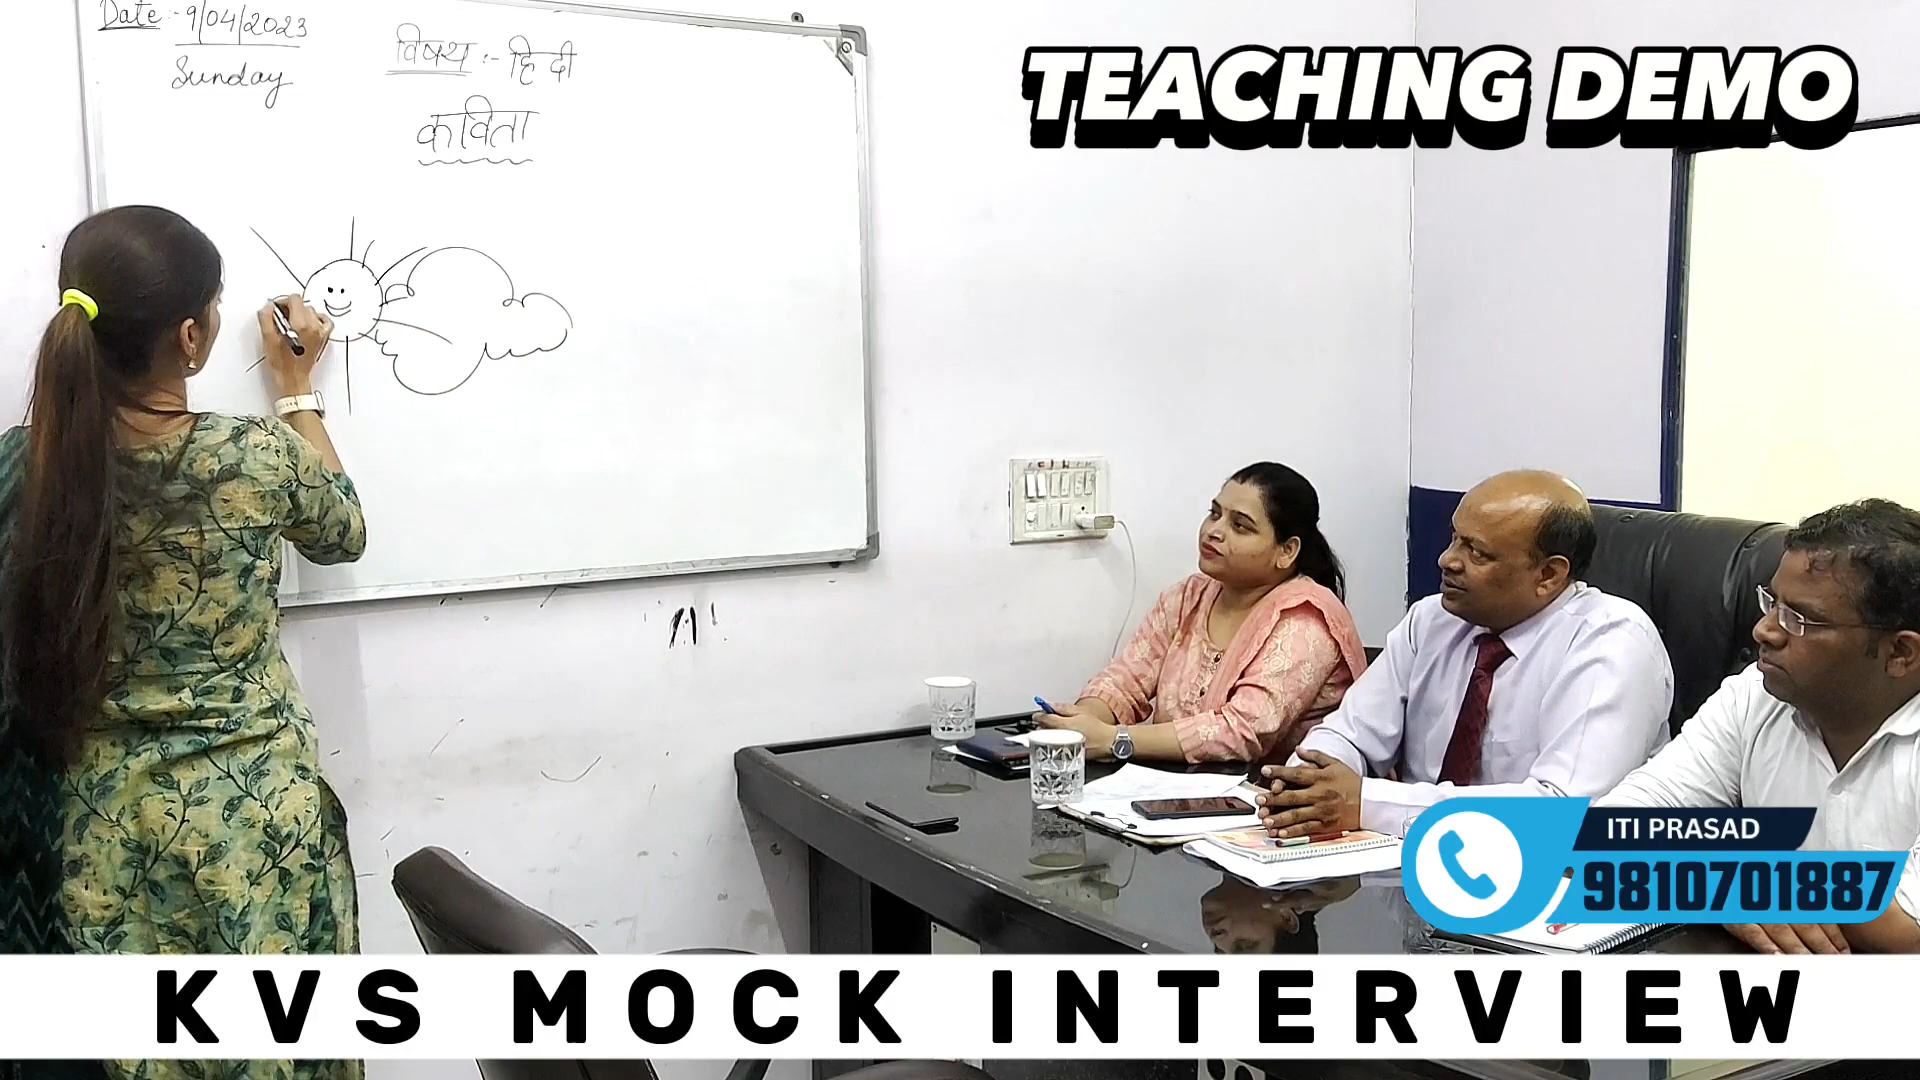 Date :- 9/04/2023
Sunday
विषय :- हिंदी
कविता
TEACHING DEMO
ITI PRASAD
9810701887
KVS MOCK INTERVIEW